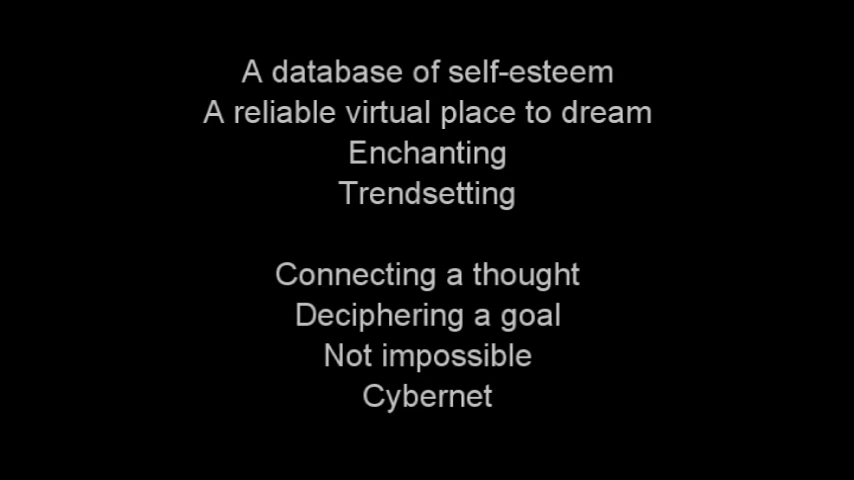 A database of self-esteem
A reliable virtual place to dream
Enchanting
Trendsetting
Connecting a thought
Deciphering a goal
Not impossible
Cybernet